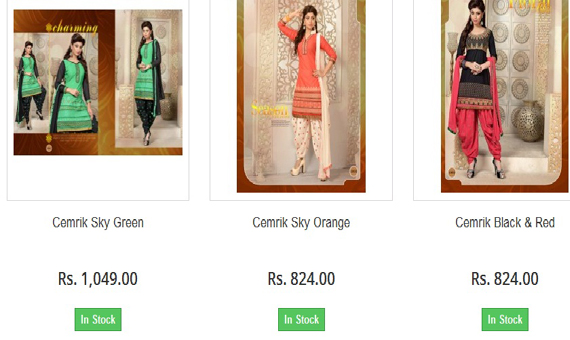 charming
Cemrik Sky Green
Cemrik Sky Orange
Cemrik Black & Red
Rs. 1,049.00
Rs. 824.00
Rs. 824.00
In Stock
In Stock
In Stock